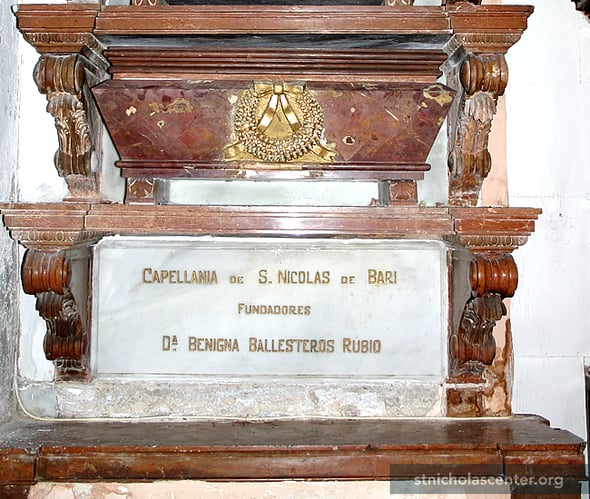 CAPELLANIA DE S. NICOLAS DE BARI
FUNDADORES
Dª. BENIGNA BALLESTEROS RUBIO
stnicholascenter.org